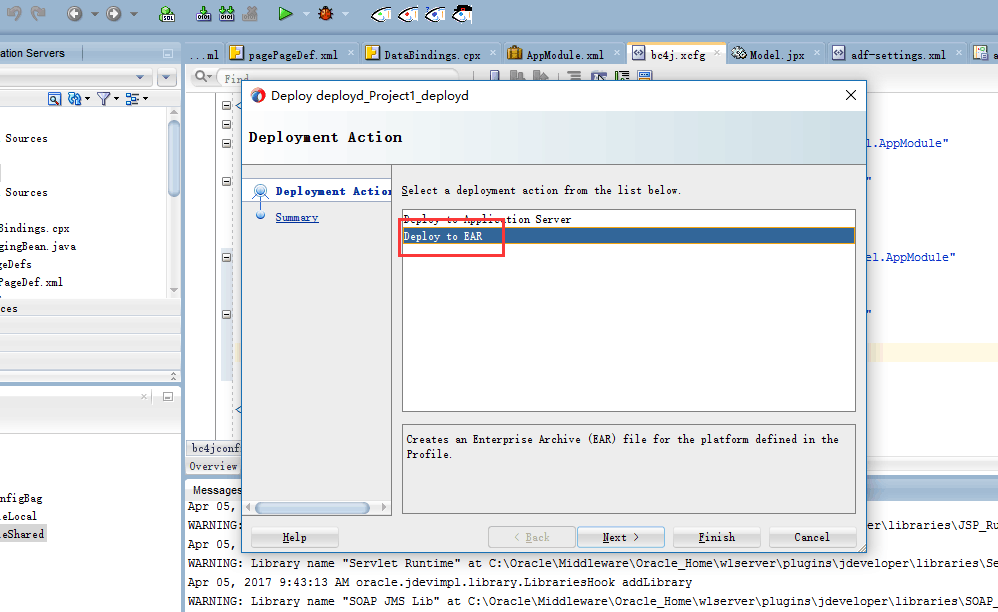 ation Servers
...ml
pagePageDef.xml
DataBindings.cpx
AppModule.xml
bc4j.xcfg
Model.jpx
adf-settings.xml
Find
Sources
Sources
Bindings.cpx
gingBean.java
geDefs
PageDef.xml
ces
nfigBag
leLocal
leShared
l.AppModule"
el.AppModule"
Deploy deployd_Project1_deployd
Deployment Action
Deployment Action
Summary
Select a deployment action from the list below.
Deploy to Application Server
Deploy to EAR
Creates an Enterprise Archive (EAR) file for the platform defined in the
Profile.
Help
< Back
Next >
Finish
Cancel
bc4jconf
Overview
Messages
Apr 05,
WARNING:
er\libraries\JSP_Ru
Apr 05,
WARNING: Library name "Servlet Runtime" at C:\Oracle\Middleware\Oracle_Home\wlserver\plugins\jdeveloper\libraries\Se
Apr 05, 2017 9:43:13 AM oracle.jdevimpl.library.LibrariesHook addLibrary
WARNING: Library name "SOAP JMS Lib" at C:\Oracle\Middleware\Oracle_Home\wlserver\plugins\jdeveloper\libraries\SOAP